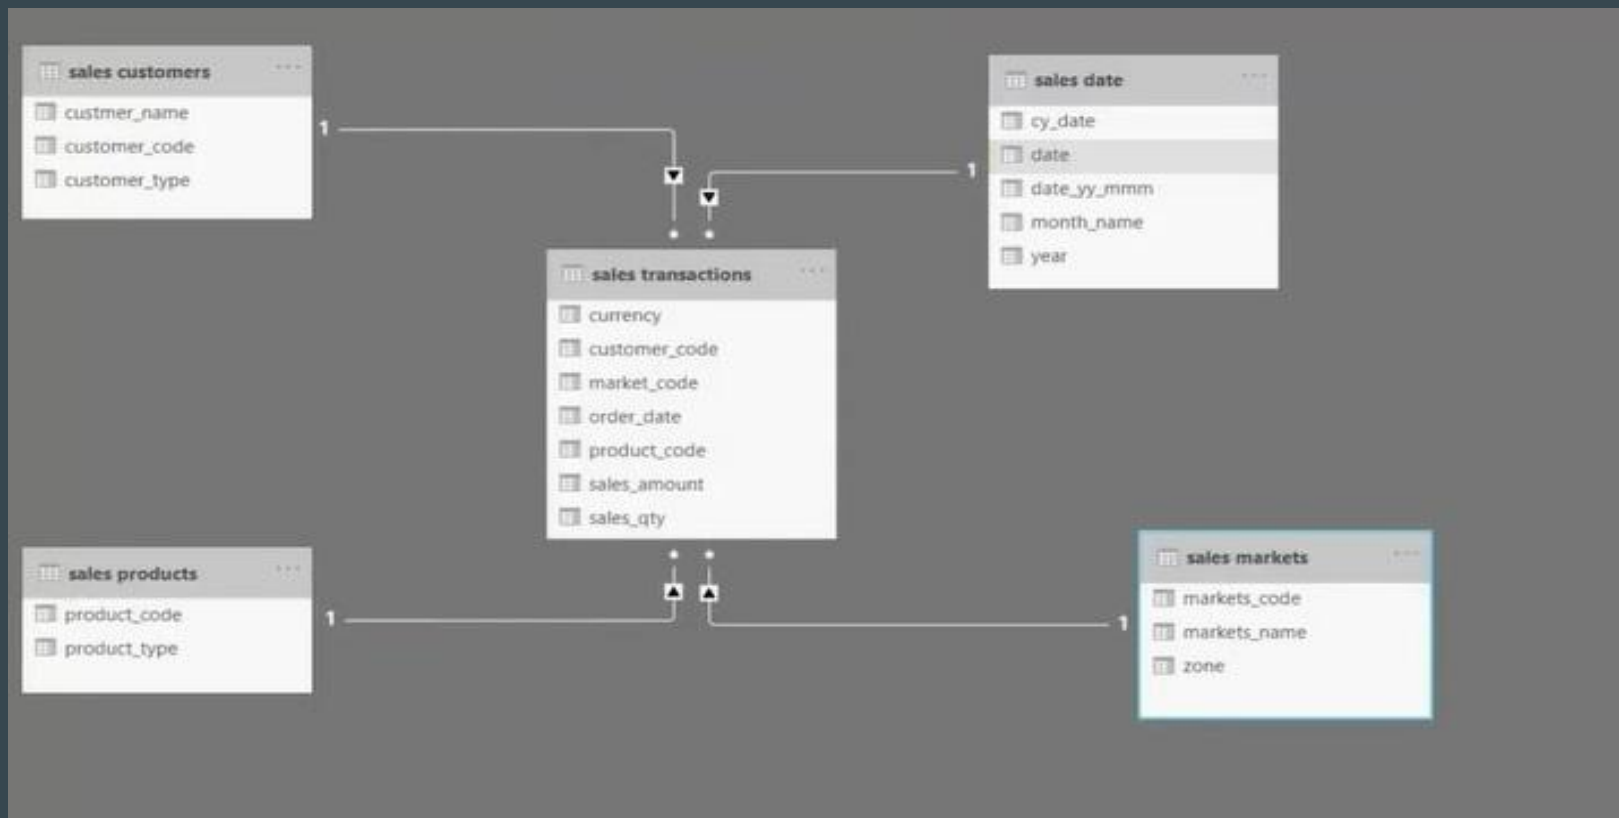 sales customers
custmer_name
customer_code
customer_type
1
sales date
cy_date
date
date_yy_mmm
month_name
year
1
sales transactions
currency
customer_code
market_code
order_date
product_code
sales_amount
sales_qty
sales products
product_code
product_type
1
sales markets
markets_code
markets_name
zone
1